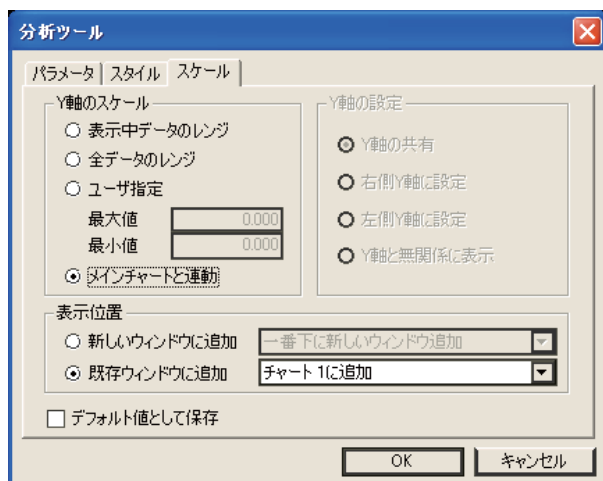 分析ツール
パラメータ スタイル スケール
Y軸のスケール
表示中データのレンジ
全データのレンジ
ユーザ指定
最大値 0.000
最小値 0.000
メインチャートと連動
Y軸の設定
Y軸の共有
右側Y軸に設定
左側Y軸に設定
Y軸と無関係に表示
表示位置
新しいウィンドウに追加 一番下に新しいウィンドウ追加
既存ウィンドウに追加 チャート 1に追加
デフォルト値として保存
OK キャンセル